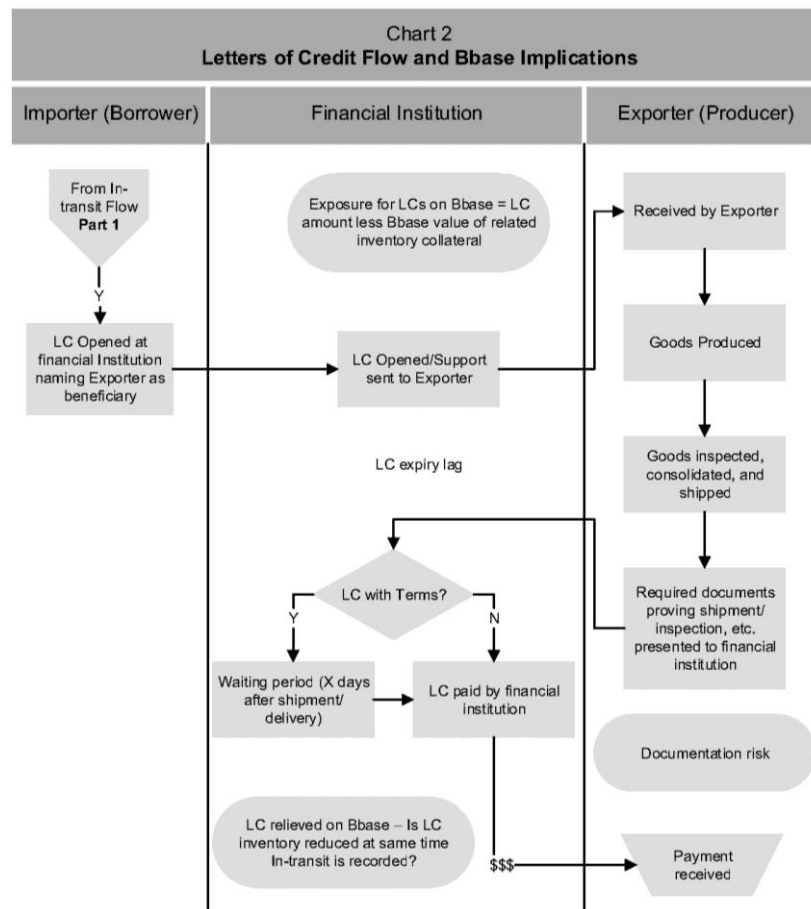 Chart 2
Letters of Credit Flow and Bbase Implications
Importer (Borrower)
Financial Institution
Exporter (Producer)
From In-
transit Flow
Part 1
Exposure for LCs on Bbase = LC
amount less Bbase value of related
inventory collateral
Received by Exporter
Y
LC Opened at
financial Institution
naming Exporter as
beneficiary
LC Opened/Support
sent to Exporter
Goods Produced
LC expiry lag
Goods inspected,
consolidated, and
shipped
LC with Terms?
Y
N
Required documents
proving shipment/
inspection, etc.
presented to financial
institution
Waiting period (X days
after shipment/
delivery)
LC paid by financial
institution
Documentation risk
LC relieved on Bbase – Is LC
inventory reduced at same time
In-transit is recorded?
$$$
Payment
received